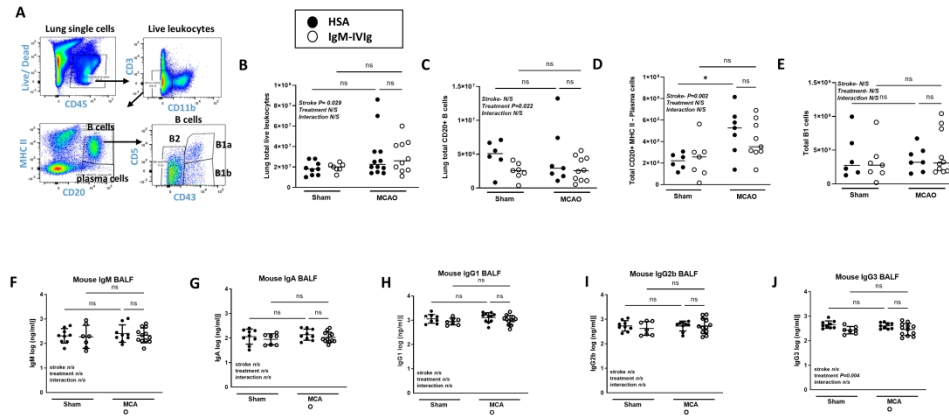 A
Lung single cells
Live leukocytes
Live/ Dead
CD45
CD3
CD11b
B cells
B cells
MHC II
CD20
plasma cells
CD5
B2
B1a
B1b
CD43
HSA
IgM-IVIg
B
ns
ns
ns
Stroke P= 0.029
Treatment N/S
Interaction N/S
Lung total live leukocytes
Sham
MCAO
C
ns
ns
ns
Stroke- N/S
Treatment P=0.022
Interaction N/S
Lung total CD20+ B cells
Sham
MCAO
D
ns
*
ns
Stroke- P=0.002
Treatment N/S
Interaction N/S
Total CD20+ MHC II - Plasma cells
Sham
MCAO
E
ns
ns
ns
Stroke- N/S
Treatment- N/S
Interaction N/S
Total B1 cells
Sham
MCAO
F
Mouse IgM BALF
ns
ns
ns
IgM log (ng/ml)]
stroke n/s
treatment n/s
interaction n/s
Sham
MCA
O
G
Mouse IgA BALF
ns
ns
ns
IgA log (ng/ml)]
stroke n/s
treatment n/s
interaction n/s
Sham
MCA
O
H
Mouse IgG1 BALF
ns
ns
ns
IgG1 log (ng/ml)]
stroke n/s
treatment n/s
interaction n/s
Sham
MCA
O
I
Mouse IgG2b BALF
ns
ns
ns
IgG2b log (ng/ml)]
stroke n/s
treatment n/s
interaction n/s
Sham
MCA
O
J
Mouse IgG3 BALF
ns
ns
ns
IgG3 log (ng/ml)]
stroke n/s
treatment P=0.004
interaction n/s
Sham
MCA
O